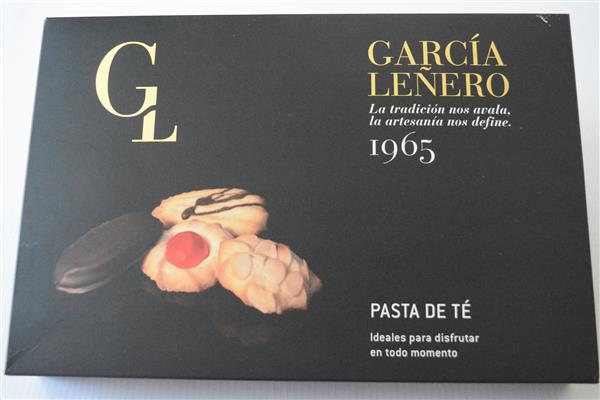 GL
GARCÍA
LEÑERO
La tradición nos avala,
la artesanía nos define.
1965
PASTA DE TÉ
Ideales para disfrutar
en todo momento